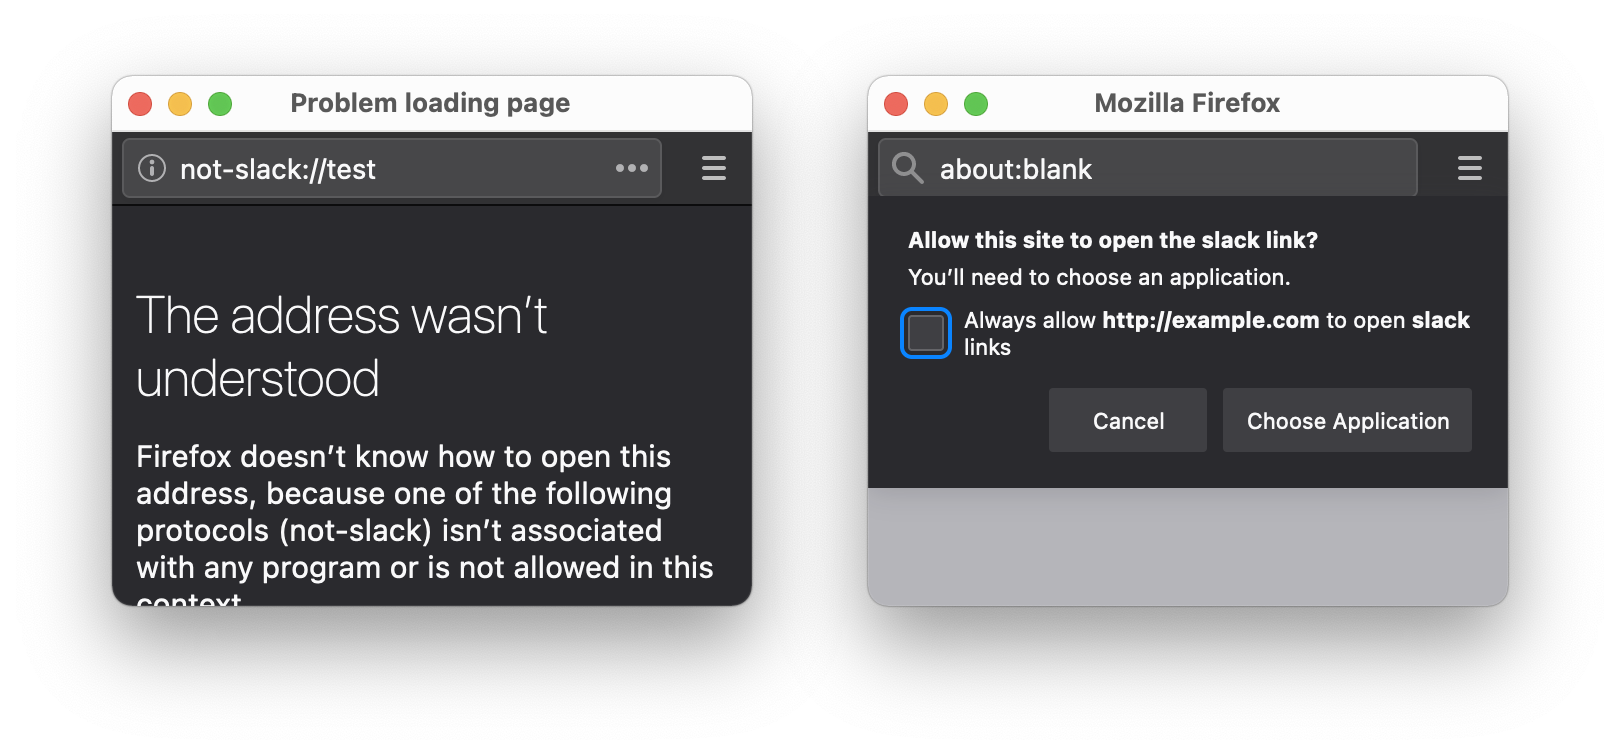 Problem loading page
not-slack://test
The address wasn’t
understood
Firefox doesn’t know how to open this
address, because one of the following
protocols (not-slack) isn’t associated
with any program or is not allowed in this
context.
Mozilla Firefox
about:blank
Allow this site to open the slack link?
You’ll need to choose an application.
Always allow http://example.com to open slack
links
Cancel
Choose Application